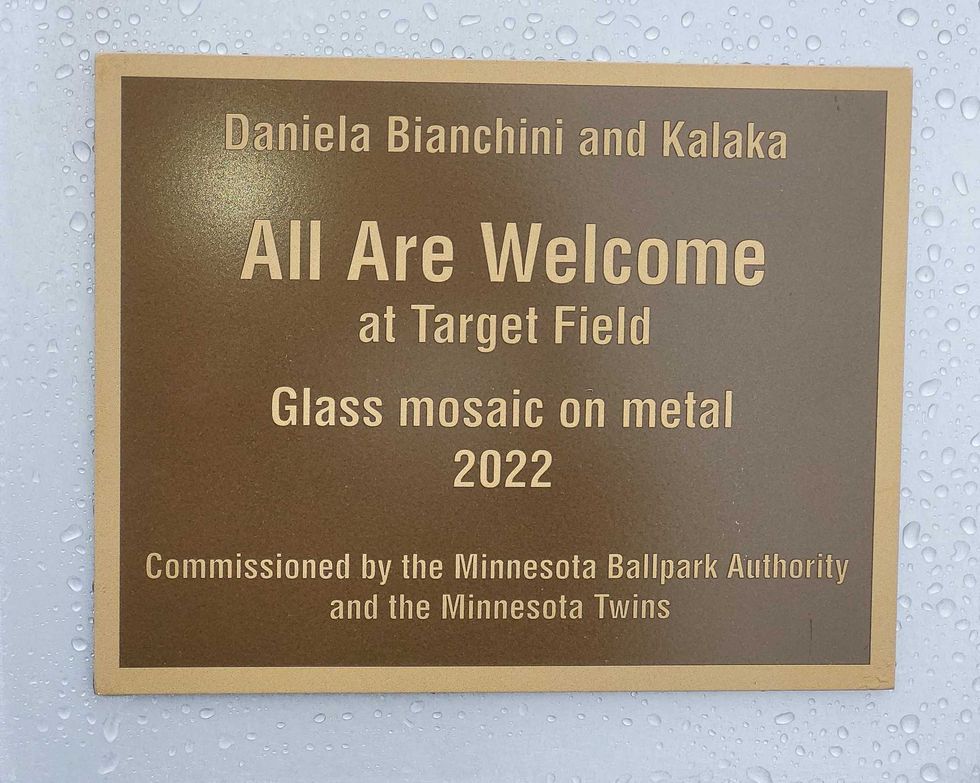 Daniela Bianchini and Kalaka
All Are Welcome
at Target Field
Glass mosaic on metal
2022
Commissioned by the Minnesota Ballpark Authority
and the Minnesota Twins